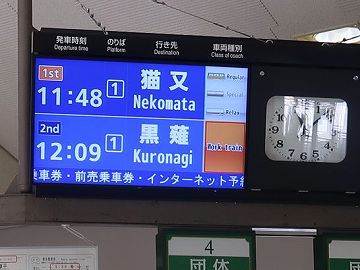 発車時刻 のりば 行き先 車両種別
Departure time Platform Destination Class of coach
1st 猫又 Regular
11:48 1 Nekomata Special
Relax
2nd 黒薙
12:09 1 Kuronagi Work train
乗車券・前売乗車券・インターネット予約
4
団体